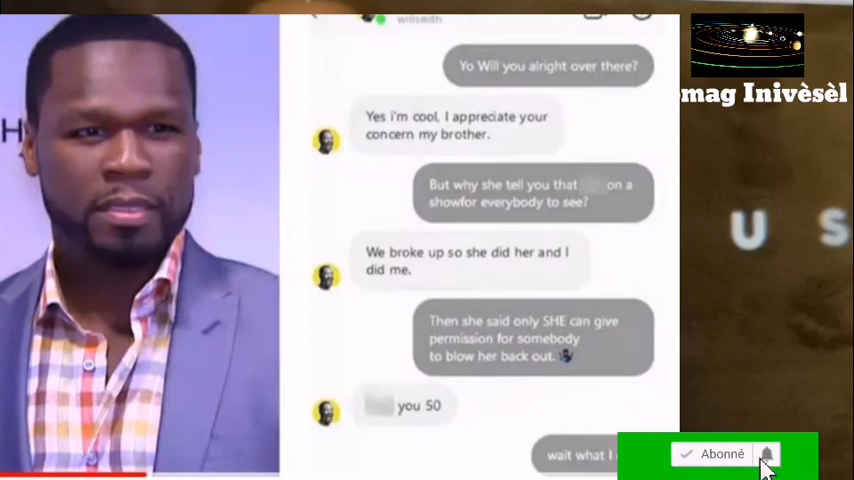 willsmith
Yo Will you alright over there?
mag Inivèsèl
Yes i'm cool, I appreciate your
concern my brother.
H
But why she tell you that on a
showfor everybody to see?
U S
We broke up so she did her and I
did me.
Then she said only SHE can give
permission for somebody
to blow her back out.
you 50
wait what I
Abonné